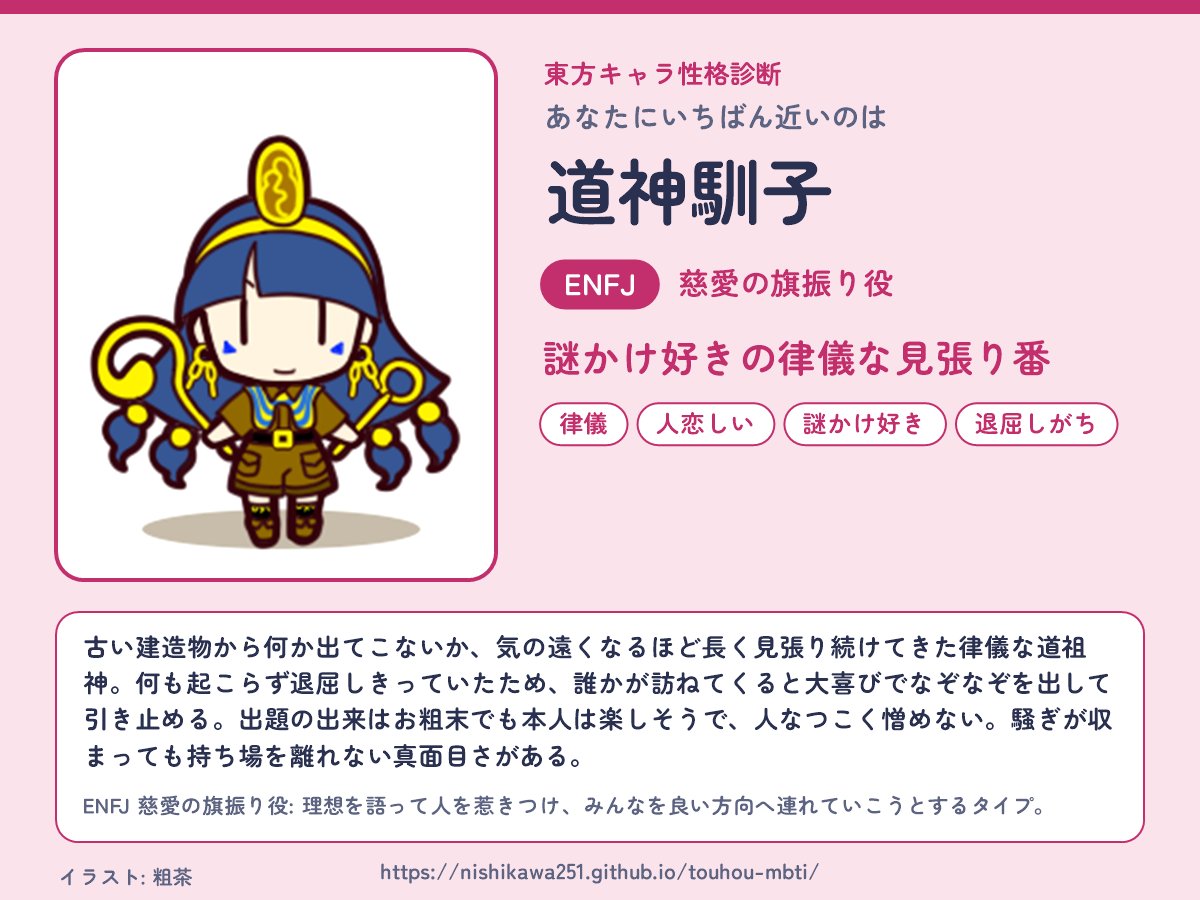 東方キャラ性格診断
あなたにいちばん近いのは
道神馴子
ENFJ 慈愛の旗振り役
謎かけ好きの律儀な見張り番
律儀 人恋しい 謎かけ好き 退屈しがち
古い建造物から何か出てこないか、気の遠くなるほど長く見張り続けてきた律儀な道祖
神。何も起こらず退屈しきっていたため、誰かが訪ねてくると大喜びでなぞなぞを出して
引き止める。出題の出来はお粗末でも本人は楽しそうで、人なつこく憎めない。騒ぎが収
まっても持ち場を離れない真面目さがある。
ENFJ 慈愛の旗振り役: 理想を語って人を惹きつけ、みんなを良い方向へ連れていこうとするタイプ。
イラスト: 粗茶
https://nishikawa251.github.io/touhou-mbti/